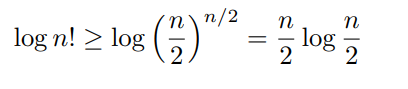 log n! ≥ log (n/2)^{n/2} = n/2 log n/2